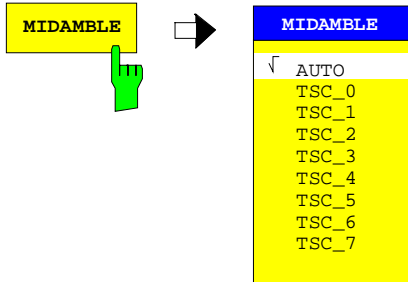 MIDAMBLE
MIDAMBLE
√ AUTO
TSC_0
TSC_1
TSC_2
TSC_3
TSC_4
TSC_5
TSC_6
TSC_7